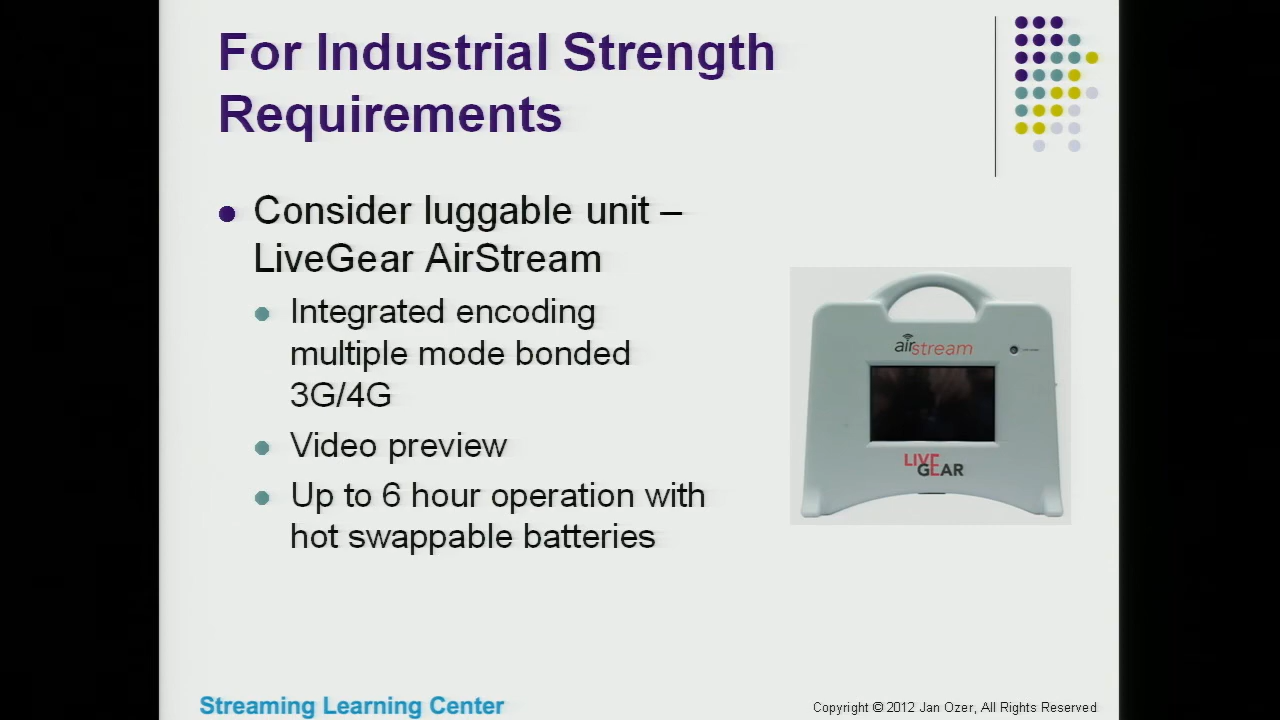 For Industrial Strength
Requirements
Consider luggable unit –
LiveGear AirStream
Integrated encoding
multiple mode bonded
3G/4G
Video preview
Up to 6 hour operation with
hot swappable batteries
airstream
LIVE
GEAR
Streaming Learning Center
Copyright © 2012 Jan Ozer, All Rights Reserved